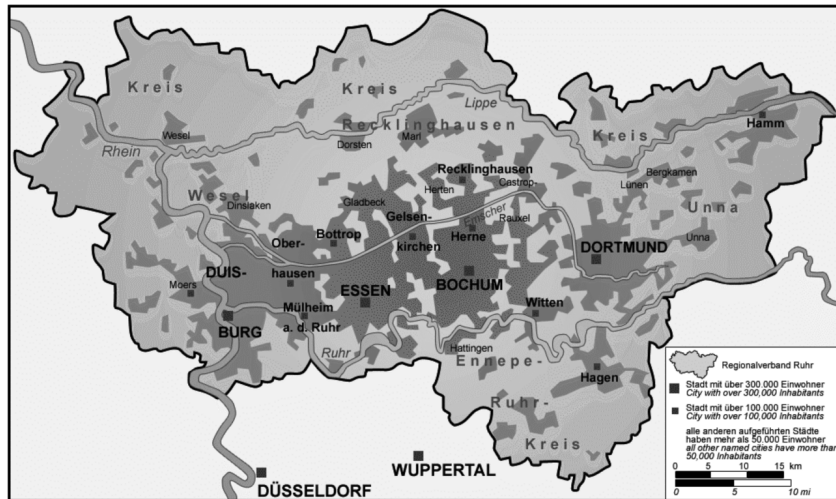 Kreis
Kreis
Lippe
Recklinghausen
Kreis
Hamm
Rhein
Wesel
Marl
Dorsten
Recklinghausen
Bergkamen
Castrop-
Lünen
Herten
Wesel
Gladbeck
Dinslaken
Gelsen-
Emscher
Rauxel
Unna
Bottrop
kirchen
Herne
Unna
Ober-
DORTMUND
DUIS-
hausen
BOCHUM
Moers
ESSEN
Mülheim
a. d. Ruhr
Witten
BURG
Hattingen
Ruhr
Ennepe-
Hagen
Ruhr-
Kreis
WUPPERTAL
DÜSSELDORF
Regionalverband Ruhr
Stadt mit über 300.000 Einwohner
City with over 300,000 Inhabitants
Stadt mit über 100.000 Einwohner
City with over 100,000 Inhabitants
alle anderen aufgeführten Städte
haben mehr als 50.000 Einwohner
all other named cities have more than
50,000 Inhabitants
0 5 10 15 km
0 5 10 mi